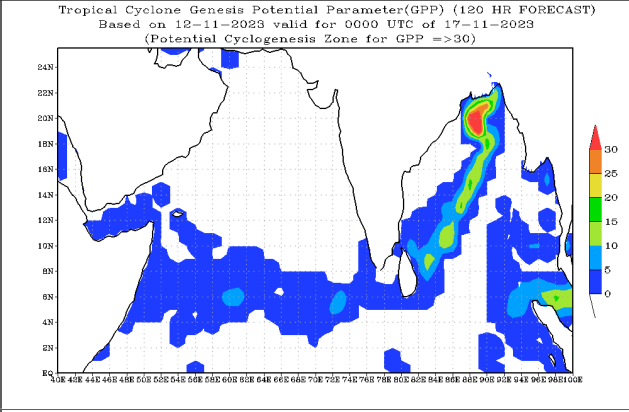 Tropical Cyclone Genesis Potential Parameter(GPP) (120 HR FORECAST)
Based on 12-11-2023 valid for 0000 UTC of 17-11-2023
(Potential Cyclogenesis Zone for GPP =>30)
24N
22N
20N
18N
16N
14N
12N
10N
8N
6N
4N
2N
EQ
40E 42E 44E 46E 48E 50E 52E 54E 56E 58E 60E 62E 64E 66E 68E 70E 72E 74E 76E 78E 80E 82E 84E 86E 88E 90E 92E 94E 96E 98E 100E
30
25
20
15
10
5
0